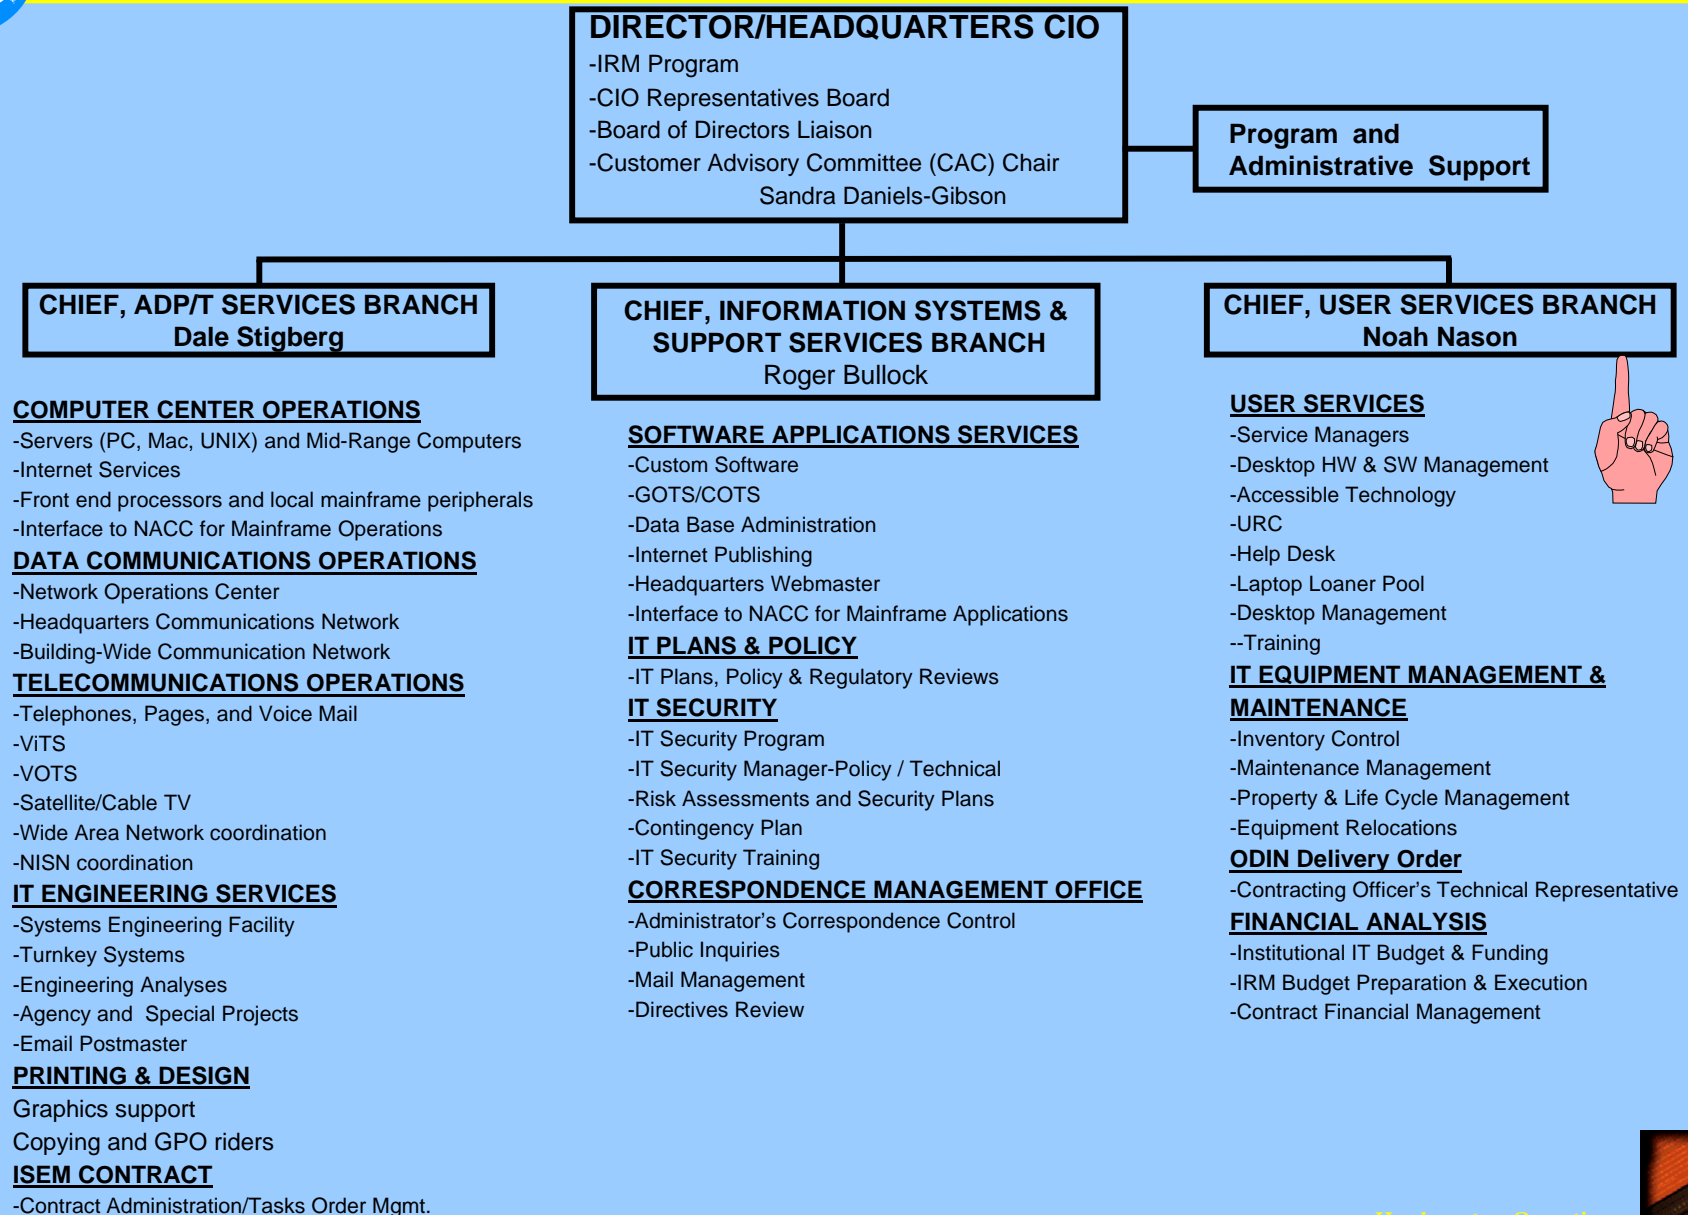 DIRECTOR/HEADQUARTERS CIO
-IRM Program
-CIO Representatives Board
-Board of Directors Liaison
-Customer Advisory Committee (CAC) Chair
Sandra Daniels-Gibson
Program and
Administrative Support
CHIEF, ADP/T SERVICES BRANCH
Dale Stigberg
COMPUTER CENTER OPERATIONS
-Servers (PC, Mac, UNIX) and Mid-Range Computers
-Internet Services
-Front end processors and local mainframe peripherals
-Interface to NACC for Mainframe Operations
DATA COMMUNICATIONS OPERATIONS
-Network Operations Center
-Headquarters Communications Network
-Building-Wide Communication Network
TELECOMMUNICATIONS OPERATIONS
-Telephones, Pages, and Voice Mail
-ViTS
-VOTS
-Satellite/Cable TV
-Wide Area Network coordination
-NISN coordination
IT ENGINEERING SERVICES
-Systems Engineering Facility
-Turnkey Systems
-Engineering Analyses
-Agency and Special Projects
-Email Postmaster
PRINTING & DESIGN
Graphics support
Copying and GPO riders
ISEM CONTRACT
-Contract Administration/Tasks Order Mgmt.
CHIEF, INFORMATION SYSTEMS &
SUPPORT SERVICES BRANCH
Roger Bullock
SOFTWARE APPLICATIONS SERVICES
-Custom Software
-GOTS/COTS
-Data Base Administration
-Internet Publishing
-Headquarters Webmaster
-Interface to NACC for Mainframe Applications
IT PLANS & POLICY
-IT Plans, Policy & Regulatory Reviews
IT SECURITY
-IT Security Program
-IT Security Manager-Policy / Technical
-Risk Assessments and Security Plans
-Contingency Plan
-IT Security Training
CORRESPONDENCE MANAGEMENT OFFICE
-Administrator’s Correspondence Control
-Public Inquiries
-Mail Management
-Directives Review
CHIEF, USER SERVICES BRANCH
Noah Nason
USER SERVICES
-Service Managers
-Desktop HW & SW Management
-Accessible Technology
-URC
-Help Desk
-Laptop Loaner Pool
-Desktop Management
--Training
IT EQUIPMENT MANAGEMENT &
MAINTENANCE
-Inventory Control
-Maintenance Management
-Property & Life Cycle Management
-Equipment Relocations
ODIN Delivery Order
-Contracting Officer’s Technical Representative
FINANCIAL ANALYSIS
-Institutional IT Budget & Funding
-IRM Budget Preparation & Execution
-Contract Financial Management